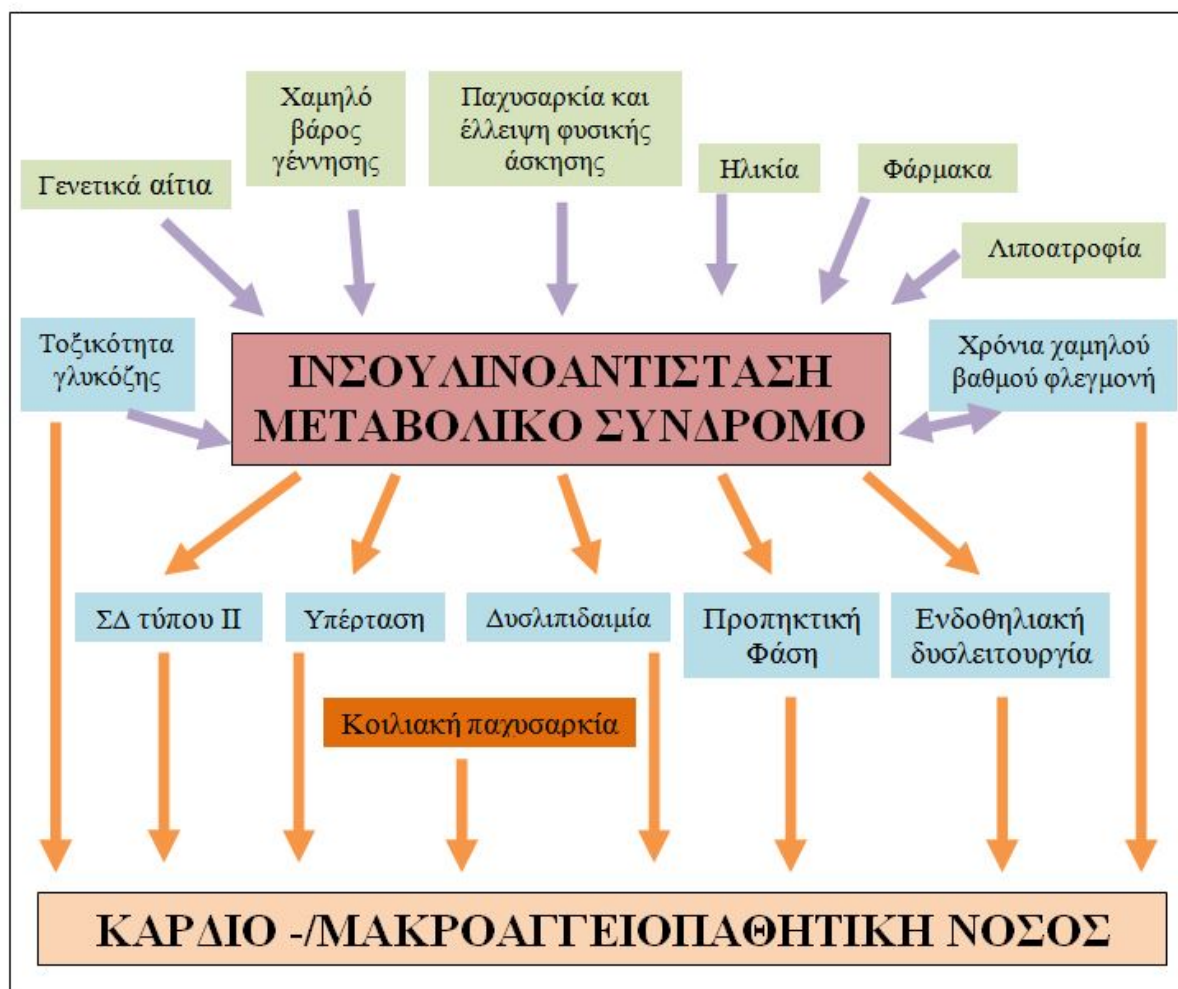 Χαμηλό
βάρος
γέννησης
Παχυσαρκία και
έλλειψη φυσικής
άσκησης
Γενετικά αίτια
Ηλικία
Φάρμακα
Λιποατροφία
Τοξικότητα
γλυκόζης
ΙΝΣΟΥΛΙΝΟΑΝΤΙΣΤΑΣΗ
ΜΕΤΑΒΟΛΙΚΟ ΣΥΝΔΡΟΜΟ
Χρόνια χαμηλού
βαθμού φλεγμονή
ΣΔ τύπου ΙΙ
Υπέρταση
Δυσλιπιδαιμία
Προπηκτική
Φάση
Ενδοθηλιακή
δυσλειτουργία
Κοιλιακή παχυσαρκία
ΚΑΡΔΙΟ -/ΜΑΚΡΟΑΓΓΕΙΟΠΑΘΗΤΙΚΗ ΝΟΣΟΣ